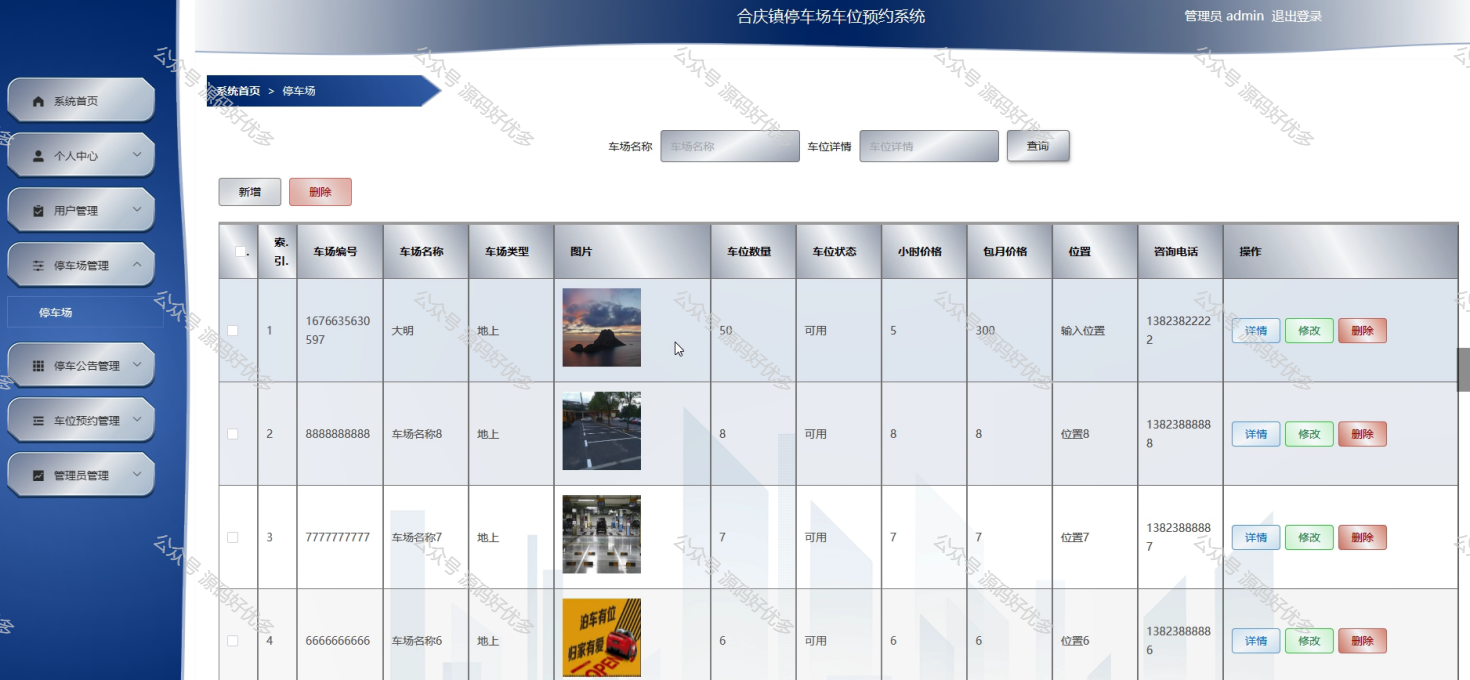 合庆镇停车场车位预约系统
管理员 admin 退出登录
系统首页
个人中心
用户管理
停车场管理
停车场
停车公告管理
车位预约管理
管理员管理
系统首页 > 停车场
车场名称 车场名称 车位详情 车位详情 查询
新增 删除
索. 引. 车场编号 车场名称 车场类型 图片 车位数量 车位状态 小时价格 包月价格 位置 咨询电话 操作
1 1676635630597 大明 地上 50 可用 5 300 输入位置 13823822222 详情 修改 删除
2 8888888888 车场名称8 地上 8 可用 8 8 位置8 13823888888 详情 修改 删除
3 7777777777 车场名称7 地上 7 可用 7 7 位置7 13823888887 详情 修改 删除
4 6666666666 车场名称6 地上 6 可用 6 6 位置6 13823888886 详情 修改 删除
泊车有位
归家有爱
OPEN
公众号 源码好优多